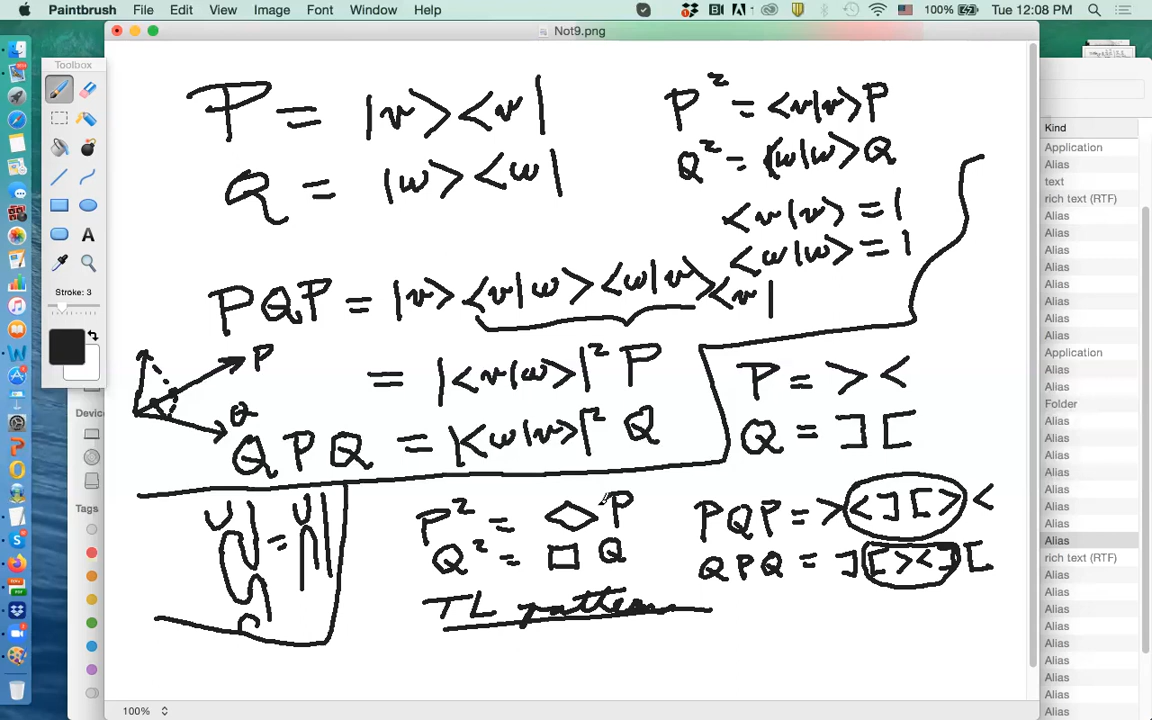 Paintbrush File Edit View Image Font Window Help
100% Tue 12:08 PM
Not9.png
Toolbox
Stroke: 3
Device
Tags
Kind
Application
Alias
text
rich text (RTF)
Alias
Alias
Alias
Alias
Alias
Alias
Alias
Alias
Application
Alias
Alias
Folder
Alias
Alias
Alias
Alias
Alias
Alias
Alias
Alias
rich text (RTF)
Alias
Alias
Alias
Alias
Alias
Alias
Alias
Alias
Alias
P = |v><v|
Q = |w><w|
P² = <v|v>P
Q² = <w|w>Q
<v|v> = 1
<w|w> = 1
PQP = |v><v|w><w|v><v|
= |<v|w>|² P
QPQ = |<w|v>|² Q
P
Q
P = ><
Q = ][
P² = ◇ P
Q² = □ Q
TL pattern
PQP = ><][><
QPQ = ][><][
100%